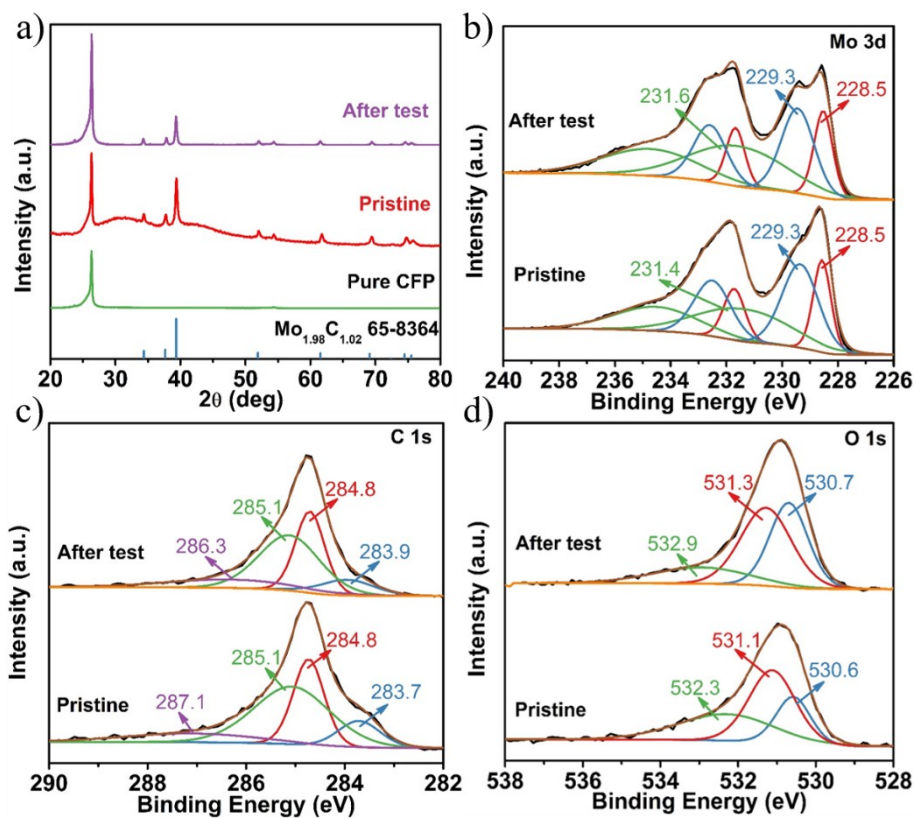 a)
Intensity (a.u.)
After test
Pristine
Pure CFP
Mo1.98C1.02 65-8364
20 30 40 50 60 70 80
2θ (deg)
b)
Mo 3d
Intensity (a.u.)
229.3
228.5
231.6
After test
229.3
228.5
231.4
Pristine
240 238 236 234 232 230 228 226
Binding Energy (eV)
c)
C 1s
Intensity (a.u.)
284.8
285.1
286.3
283.9
After test
284.8
285.1
287.1
283.7
Pristine
290 288 286 284 282
Binding Energy (eV)
d)
O 1s
Intensity (a.u.)
531.3
530.7
532.9
After test
531.1
530.6
532.3
Pristine
538 536 534 532 530 528
Binding Energy (eV)